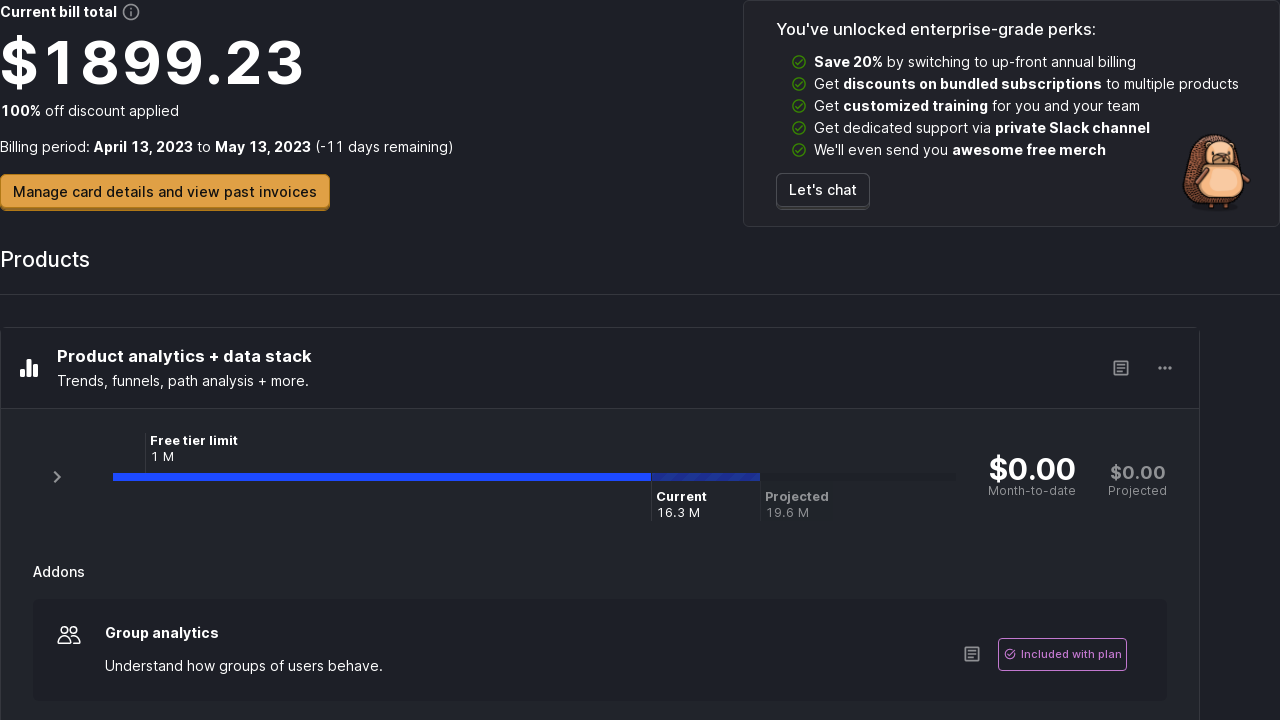 Current bill total
$1899.23
100% off discount applied
Billing period: April 13, 2023 to May 13, 2023 (-11 days remaining)
Manage card details and view past invoices
You've unlocked enterprise-grade perks:
Save 20% by switching to up-front annual billing
Get discounts on bundled subscriptions to multiple products
Get customized training for you and your team
Get dedicated support via private Slack channel
We'll even send you awesome free merch
Let's chat
Products
Product analytics + data stack
Trends, funnels, path analysis + more.
Free tier limit
1 M
Current
16.3 M
Projected
19.6 M
$0.00
Month-to-date
$0.00
Projected
Addons
Group analytics
Understand how groups of users behave.
Included with plan